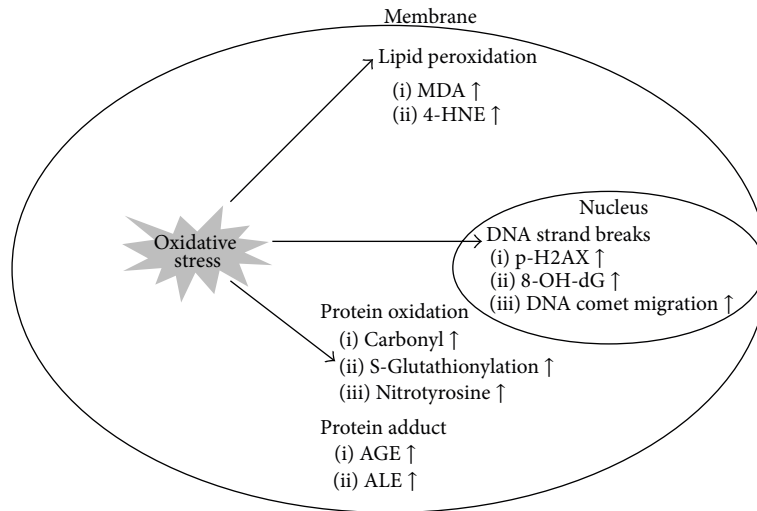 Membrane
Lipid peroxidation
(i) MDA ↑
(ii) 4-HNE ↑
Oxidative
stress
Nucleus
DNA strand breaks
(i) p-H2AX ↑
(ii) 8-OH-dG ↑
(iii) DNA comet migration ↑
Protein oxidation
(i) Carbonyl ↑
(ii) S-Glutathionylation ↑
(iii) Nitrotyrosine ↑
Protein adduct
(i) AGE ↑
(ii) ALE ↑